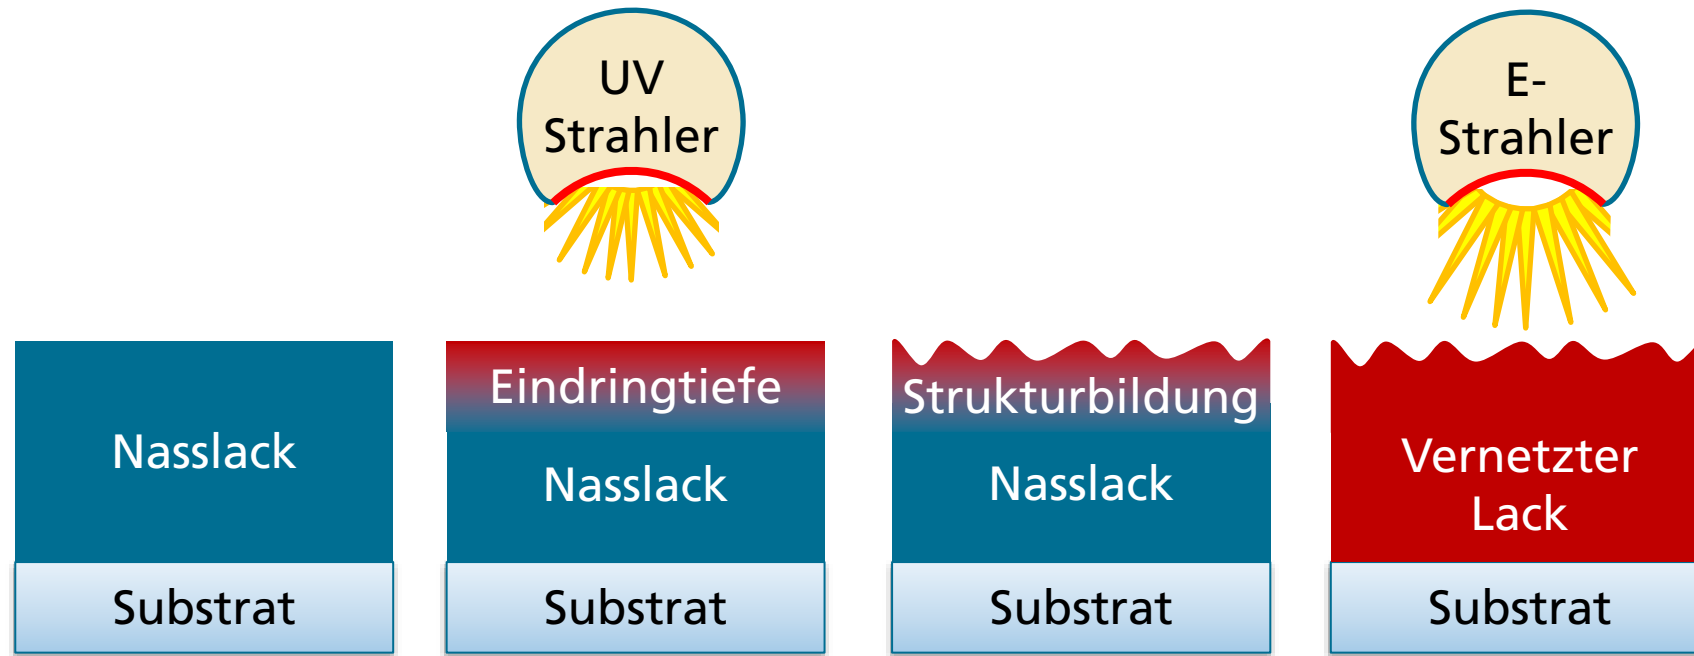 Nasslack
Substrat
UV
Strahler
Eindringtiefe
Nasslack
Substrat
Strukturbildung
Nasslack
Substrat
E-
Strahler
Vernetzter
Lack
Substrat